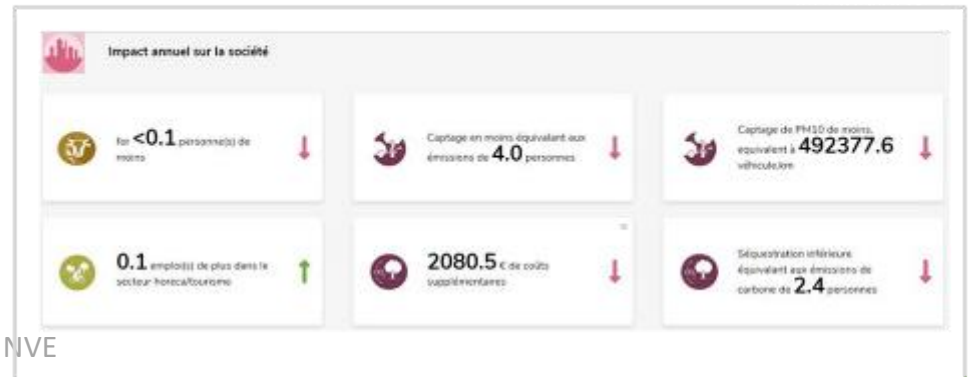 Impact annuel sur la société
for <0.1 personne(s) de
moins
Captage en moins équivalant aux
émissions de 4.0 personnes
Captage de PM10 de moins,
equivalent à 492377.6
véhicule.km
0.1 emploi(s) de plus dans le
secteur horeca/tourisme
2080.5 € de coûts
supplémentaires
Séquestration inférieure
équivalant aux émissions de
carbone de 2.4 personnes
NVE